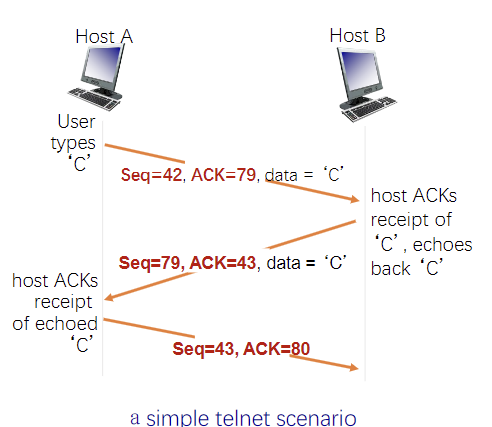 Host A
Host B
User
types
‘C’
Seq=42, ACK=79, data = ‘C’
host ACKs
receipt of
‘C’, echoes
back ‘C’
Seq=79, ACK=43, data = ‘C’
host ACKs
receipt
of echoed
‘C’
Seq=43, ACK=80
a simple telnet scenario